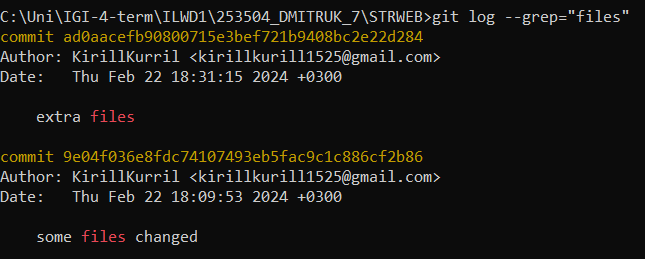 C:\Uni\IGI-4-term\ILWD1\253504_DMITRUK_7\STRWEB>git log --grep="files"
commit ad0aacefb90800715e3bef721b9408bc2e22d284
Author: KirillKurril <kirillkurill1525@gmail.com>
Date:   Thu Feb 22 18:31:15 2024 +0300
    extra files
commit 9e04f036e8fdc74107493eb5fac9c1c886cf2b86
Author: KirillKurril <kirillkurill1525@gmail.com>
Date:   Thu Feb 22 18:09:53 2024 +0300
    some files changed